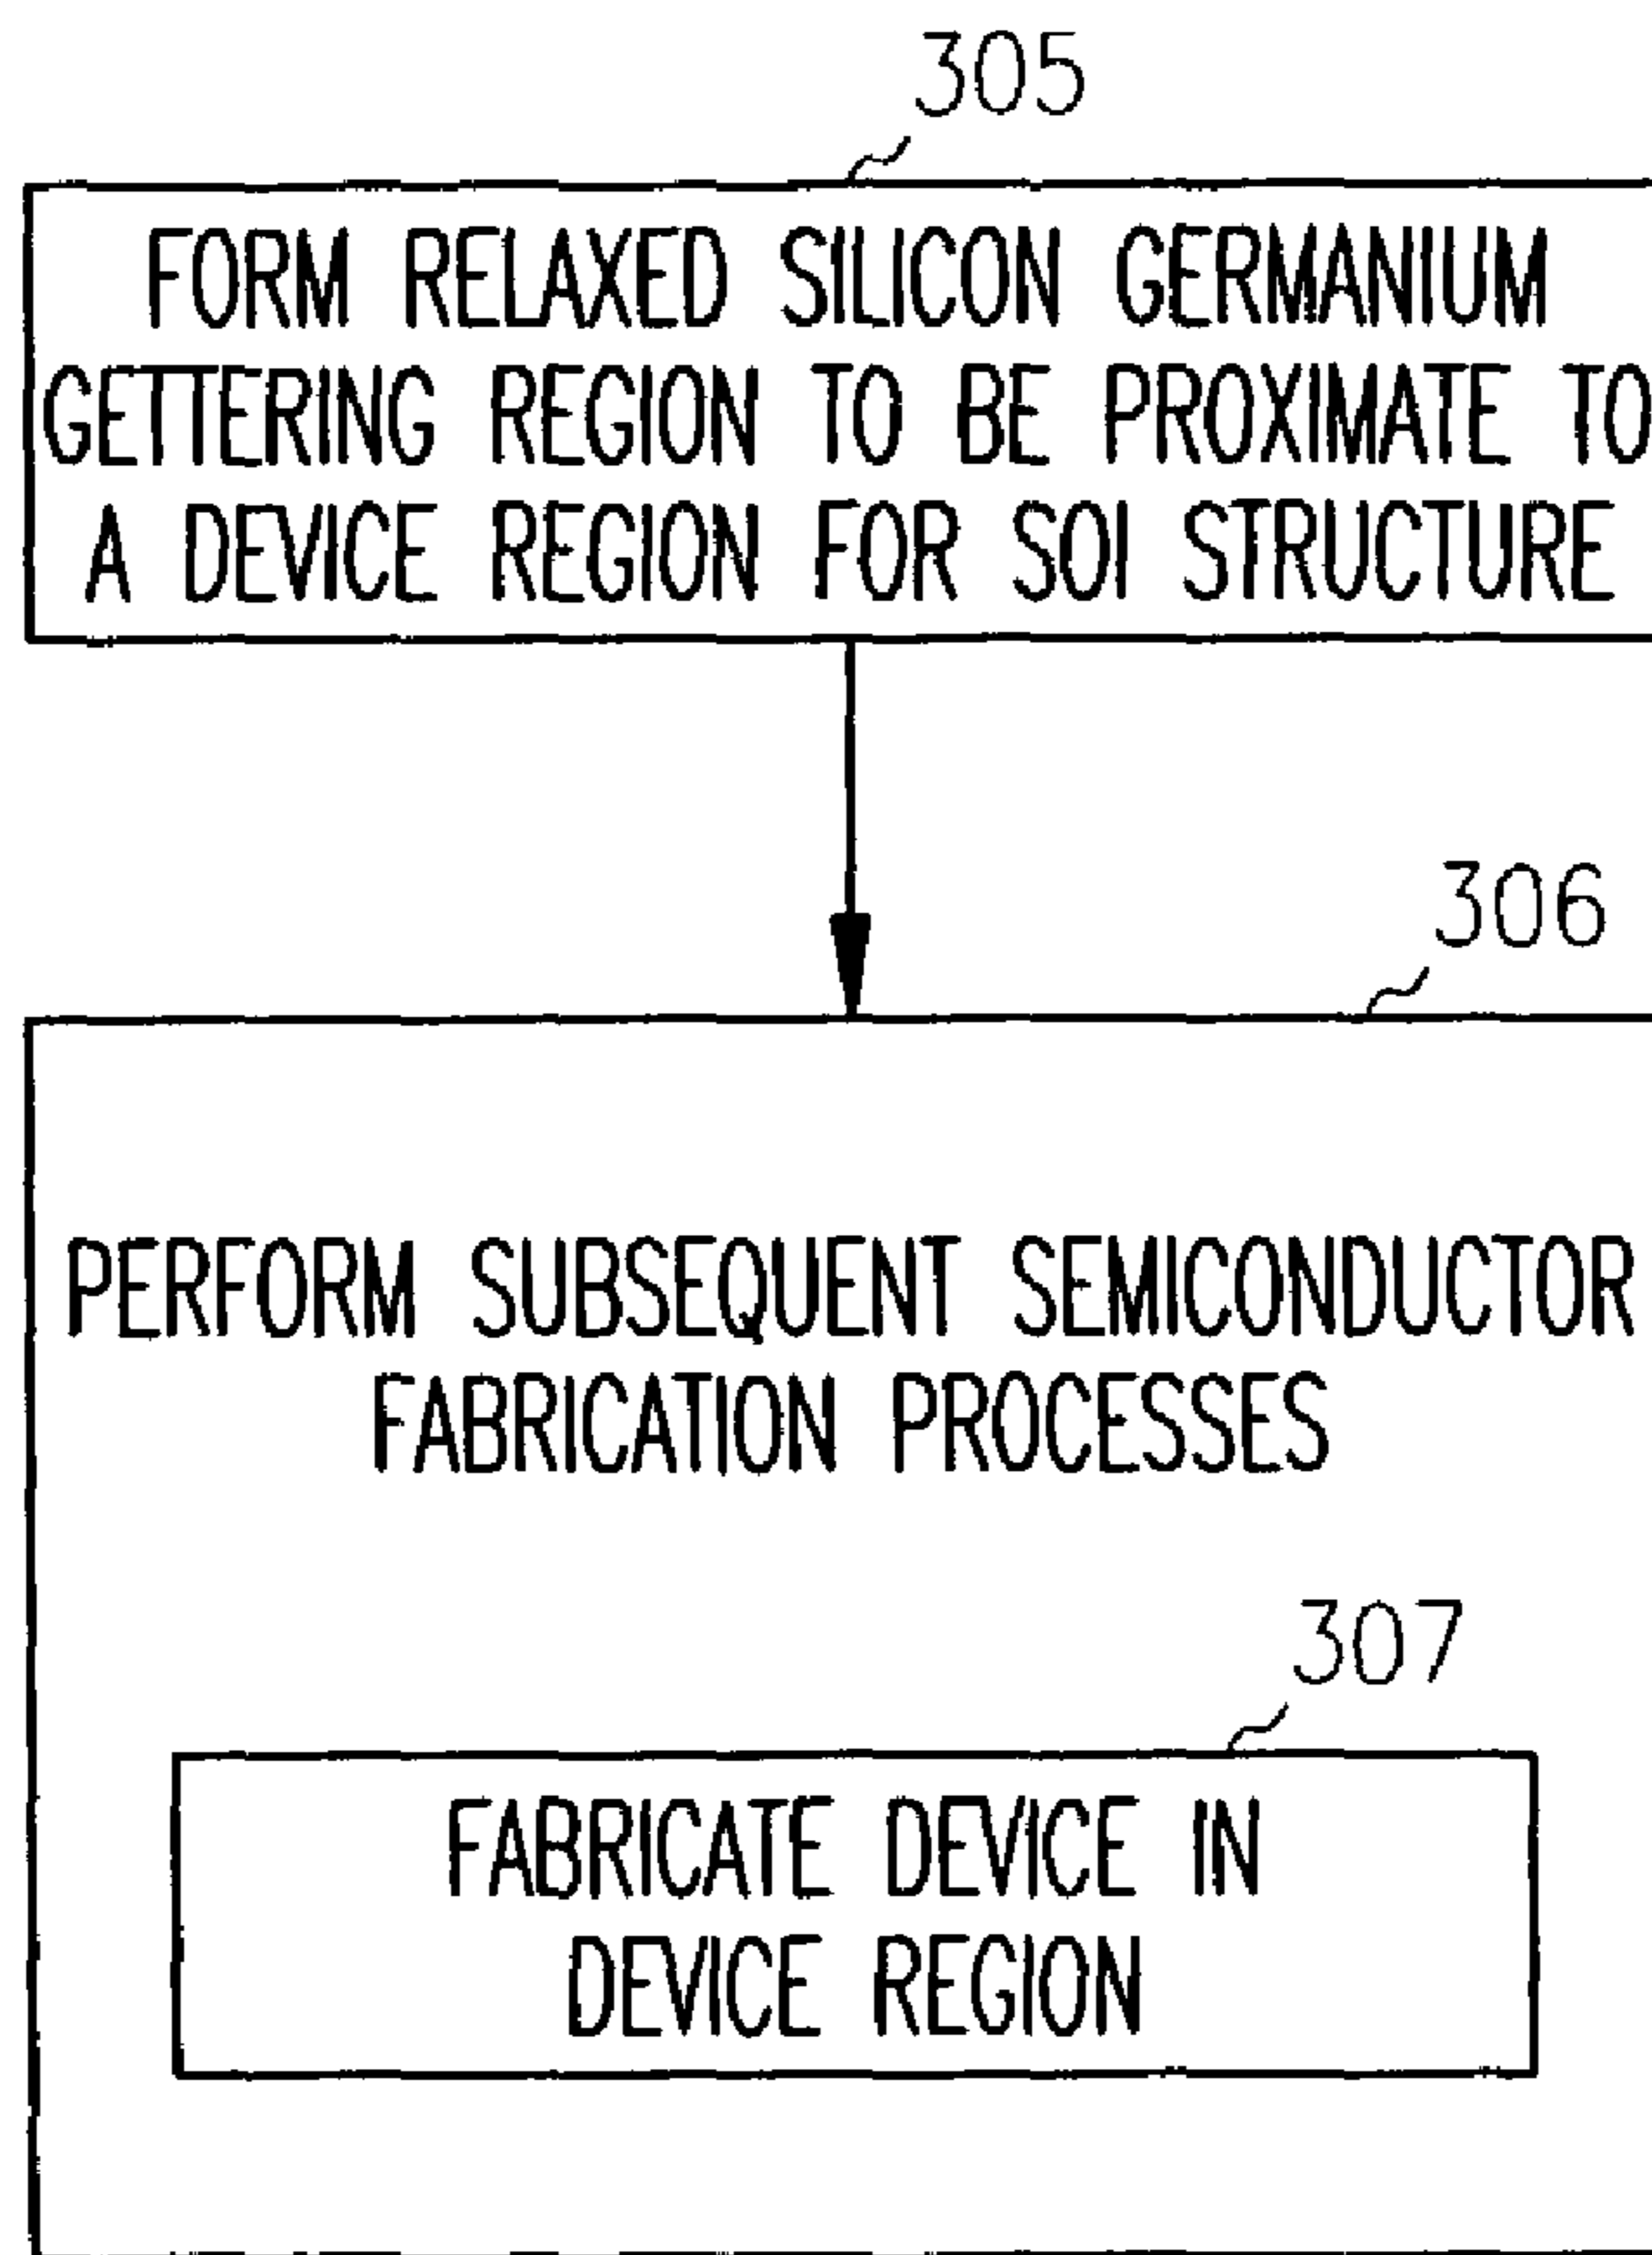 305
FORM RELAXED SILICON GERMANIUM
GETTERING REGION TO BE PROXIMATE TO
A DEVICE REGION FOR SOI STRUCTURE
306
PERFORM SUBSEQUENT SEMICONDUCTOR
FABRICATION PROCESSES
307
FABRICATE DEVICE IN
DEVICE REGION